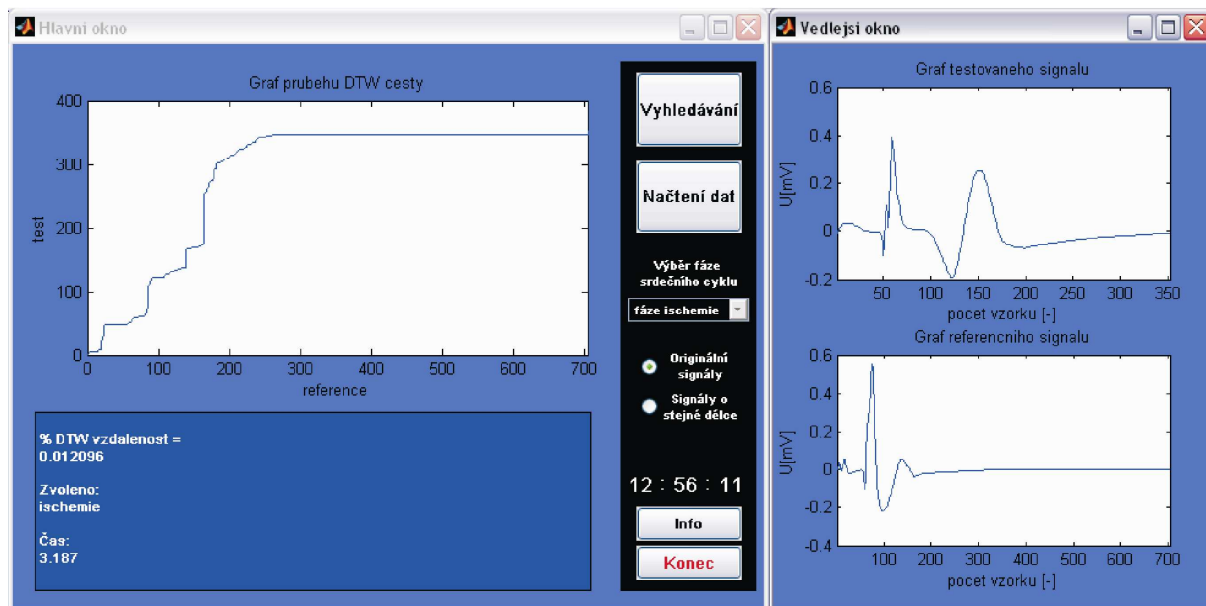 Hlavní okno
Graf prubehu DTW cesty
400
300
200
100
0
test
0 100 200 300 400 500 600 700
reference
% DTW vzdalenost =
0.012096
Zvoleno:
ischemie
Čas:
3.187
Vyhledávání
Načtení dat
Výběr fáze
srdečního cyklu
fáze ischemie
Originální
signály
Signály o
stejné délce
12 : 56 : 11
Info
Konec
Vedlejsí okno
Graf testovaneho signalu
0.6
0.4
0.2
0
-0.2
U[mV]
50 100 150 200 250 300 350
pocet vzorku [-]
Graf referencniho signalu
0.6
0.4
0.2
0
-0.2
-0.4
U[mV]
100 200 300 400 500 600 700
pocet vzorku [-]